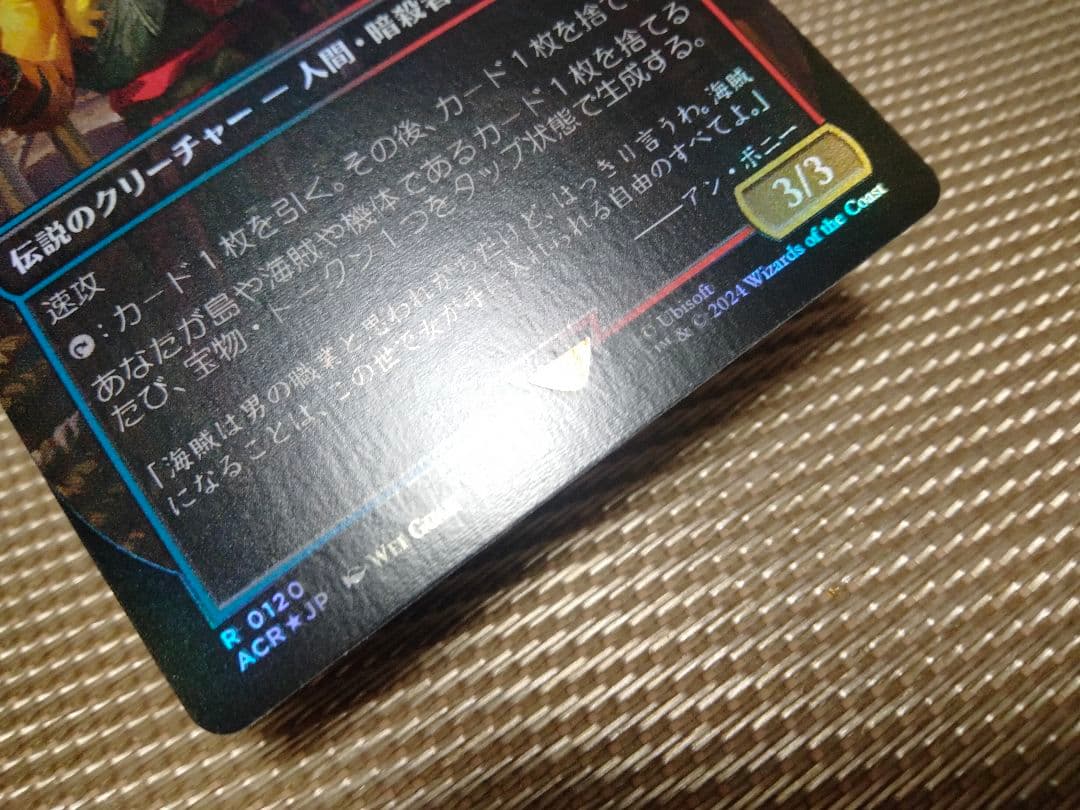 伝説のクリーチャー ー 人間・暗殺者
速攻
：カード１枚を引く。その後、カード１枚を捨て
あなたが島や海賊や機体であるカード１枚を捨てる
たび、宝物・トークン１つをタップ状態で生成する。
「海賊は男の職業と思われがちだけど、はっきり言うわ。海賊
になることは、この世で女が手 られる自由のすべてよ。」
――アン・ボニー
3/3
R 0120
ACR★JP
WEI
© Ubisoft
& © 2024 Wizards of the Coast